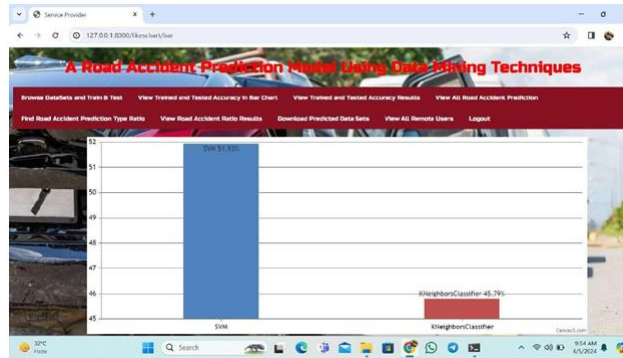 Service Provider
127.0.0.1:8000/likeschart/bar
A Road Accident Prediction Model Using Data Mining Techniques
Browse DataSets and Train & Test View Trained and Tested Accuracy in Bar Chart View Trained and Tested Accuracy Results View All Road Accident Prediction
Find Road Accident Prediction Type Ratio View Road Accident Ratio Results Download Predicted Data Sets View All Remote Users Logout
52
SVM 51.93%
51
50
49
48
47
46
KNeighborsClassifier 45.79%
45
SVM KNeighborsClassifier
CanvasJS.com
32°C
Haze
Search
9:54 AM
4/5/2024